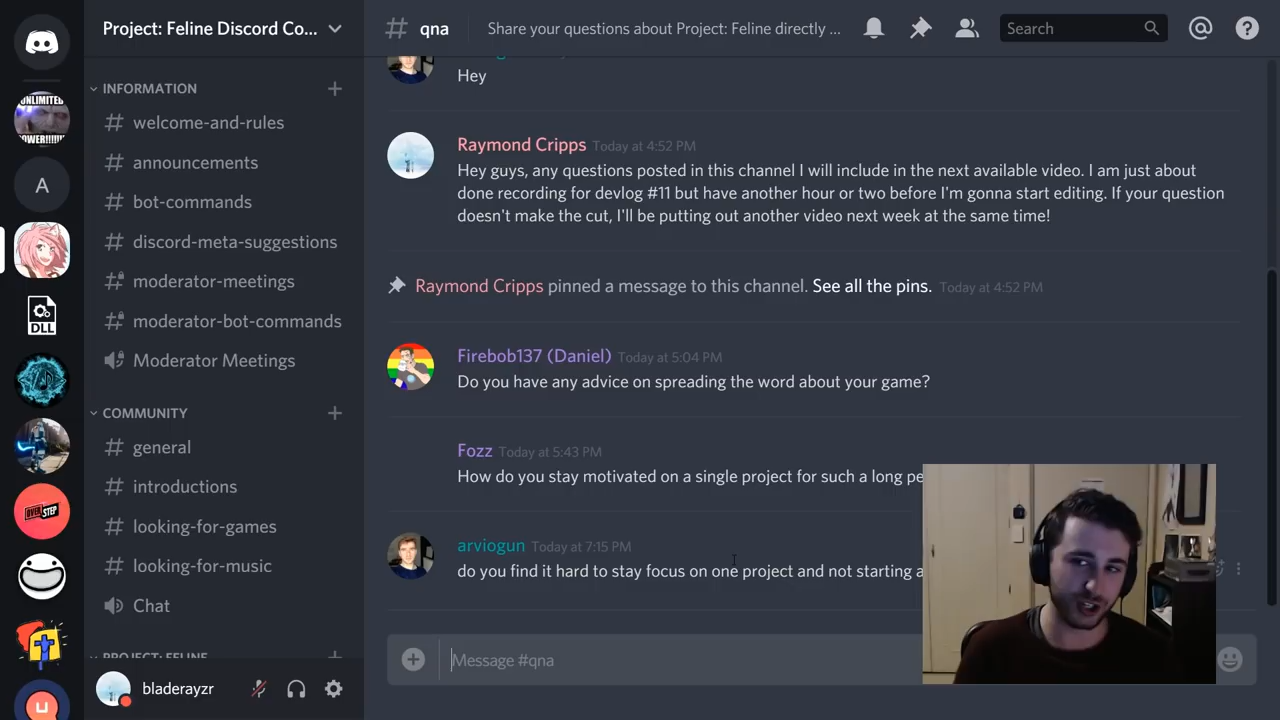 Project: Feline Discord Co...
# qna
Share your questions about Project: Feline directly ...
Search
UNLIMITED
POWER!!!!!!
A
DLL
OVERSTEP
INFORMATION
welcome-and-rules
announcements
bot-commands
discord-meta-suggestions
moderator-meetings
moderator-bot-commands
Moderator Meetings
COMMUNITY
general
introductions
looking-for-games
looking-for-music
Chat
PROJECT: FELINE
bladerayzr
Hey
Raymond Cripps Today at 4:52 PM
Hey guys, any questions posted in this channel I will include in the next available video. I am just about
done recording for devlog #11 but have another hour or two before I'm gonna start editing. If your question
doesn't make the cut, I'll be putting out another video next week at the same time!
Raymond Cripps pinned a message to this channel. See all the pins. Today at 4:52 PM
Firebob137 (Daniel) Today at 5:04 PM
Do you have any advice on spreading the word about your game?
Fozz Today at 5:43 PM
How do you stay motivated on a single project for such a long
arviogun Today at 7:15 PM
do you find it hard to stay focus on one project and not starting
Message #qna